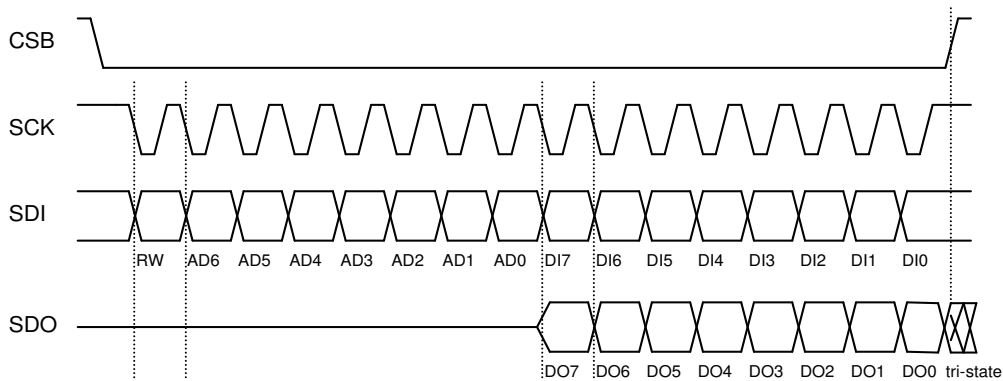 CSB
SCK
SDI
RW AD6 AD5 AD4 AD3 AD2 AD1 AD0 DI7 DI6 DI5 DI4 DI3 DI2 DI1 DI0
SDO
DO7 DO6 DO5 DO4 DO3 DO2 DO1 DO0 tri-state